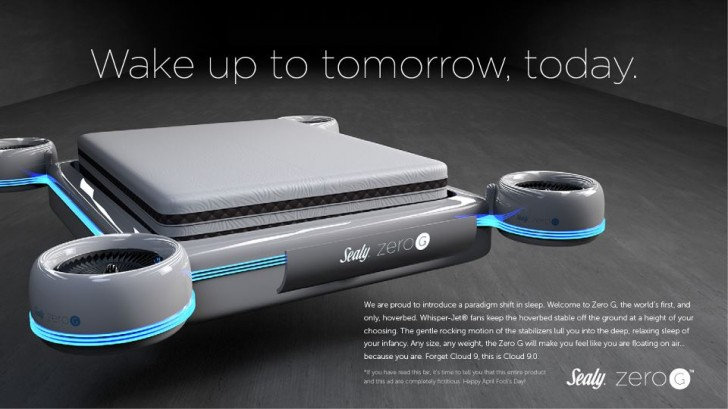 Wake up to tomorrow, today.
Sealy. zero G
We are proud to introduce a paradigm shift in sleep. Welcome to Zero G, the world's first, and
only, hoverbed. Whisper-Jet® fans keep the hoverbed stable off the ground at a height of your
choosing. The gentle rocking motion of the stabilizers lull you into the deep, relaxing sleep of
your infancy. Any size, any weight, the Zero G will make you feel like you are floating on air...
because you are. Forget Cloud 9, this is Cloud 9.0.
*If you have read this far, it's time to tell you that this entire product
and this ad are completely fictitious. Happy April Fool's Day!
Sealy. zero G™